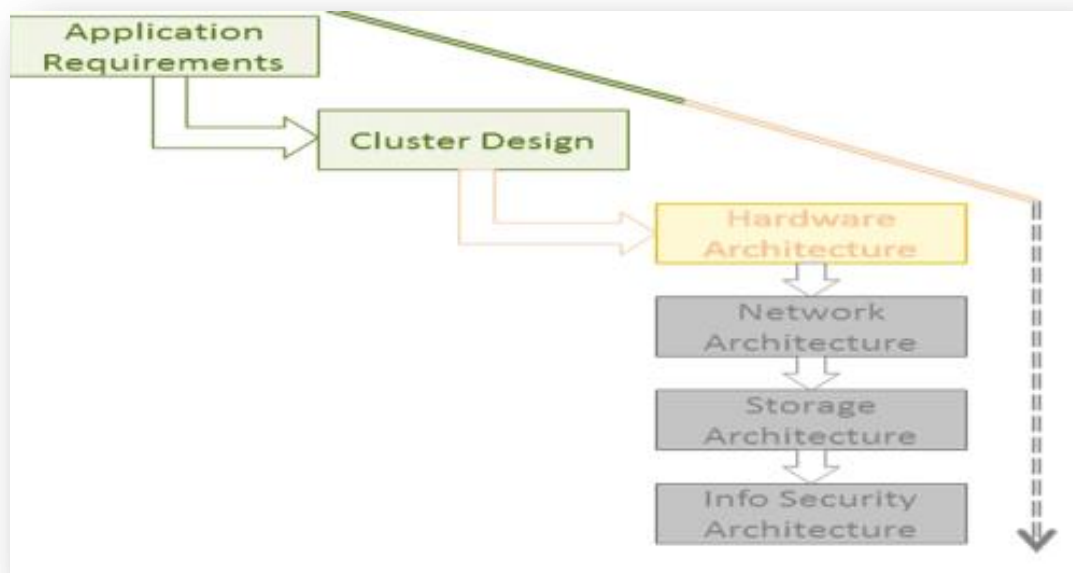 Application
Requirements
Cluster Design
Hardware
Architecture
Network
Architecture
Storage
Architecture
Info Security
Architecture